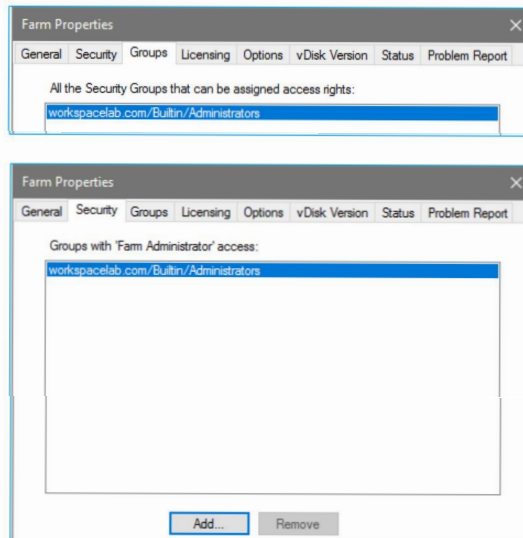 Farm Properties
General Security Groups Licensing Options vDisk Version Status Problem Report
All the Security Groups that can be assigned access rights:
workspacelab.com/Builtin/Administrators
Farm Properties
General Security Groups Licensing Options vDisk Version Status Problem Report
Groups with 'Farm Administrator' access:
workspacelab.com/Builtin/Administrators
Add... Remove